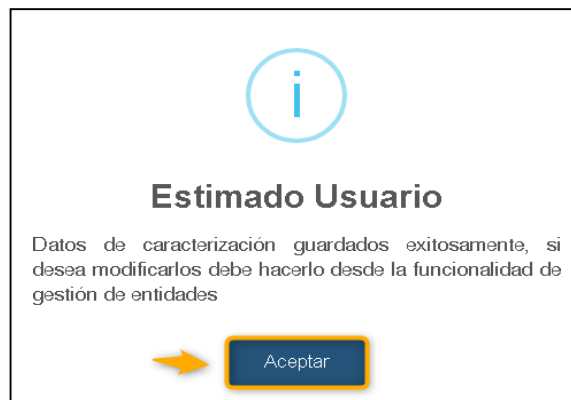 i
Estimado Usuario
Datos de caracterización guardados exitosamente, si
desea modificarlos debe hacerlo desde la funcionalidad de
gestión de entidades
Aceptar